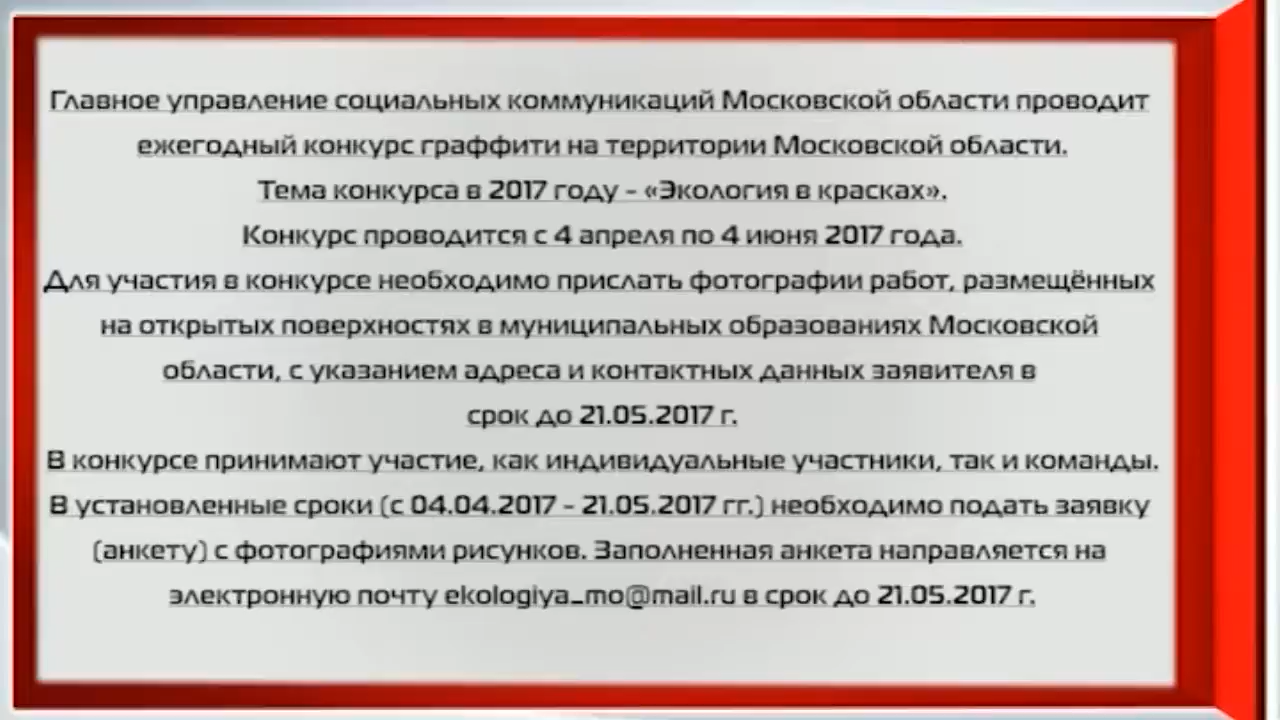 Главное управление социальных коммуникаций Московской области проводит
ежегодный конкурс граффити на территории Московской области.
Тема конкурса в 2017 году - «Экология в красках».
Конкурс проводится с 4 апреля по 4 июня 2017 года.
Для участия в конкурсе необходимо прислать фотографии работ, размещённых
на открытых поверхностях в муниципальных образованиях Московской
области, с указанием адреса и контактных данных заявителя в
срок до 21.05.2017 г.
В конкурсе принимают участие, как индивидуальные участники, так и команды.
В установленные сроки (с 04.04.2017 - 21.05.2017 гг.) необходимо подать заявку
(анкету) с фотографиями рисунков. Заполненная анкета направляется на
электронную почту ekologiya_mo@mail.ru в срок до 21.05.2017 г.